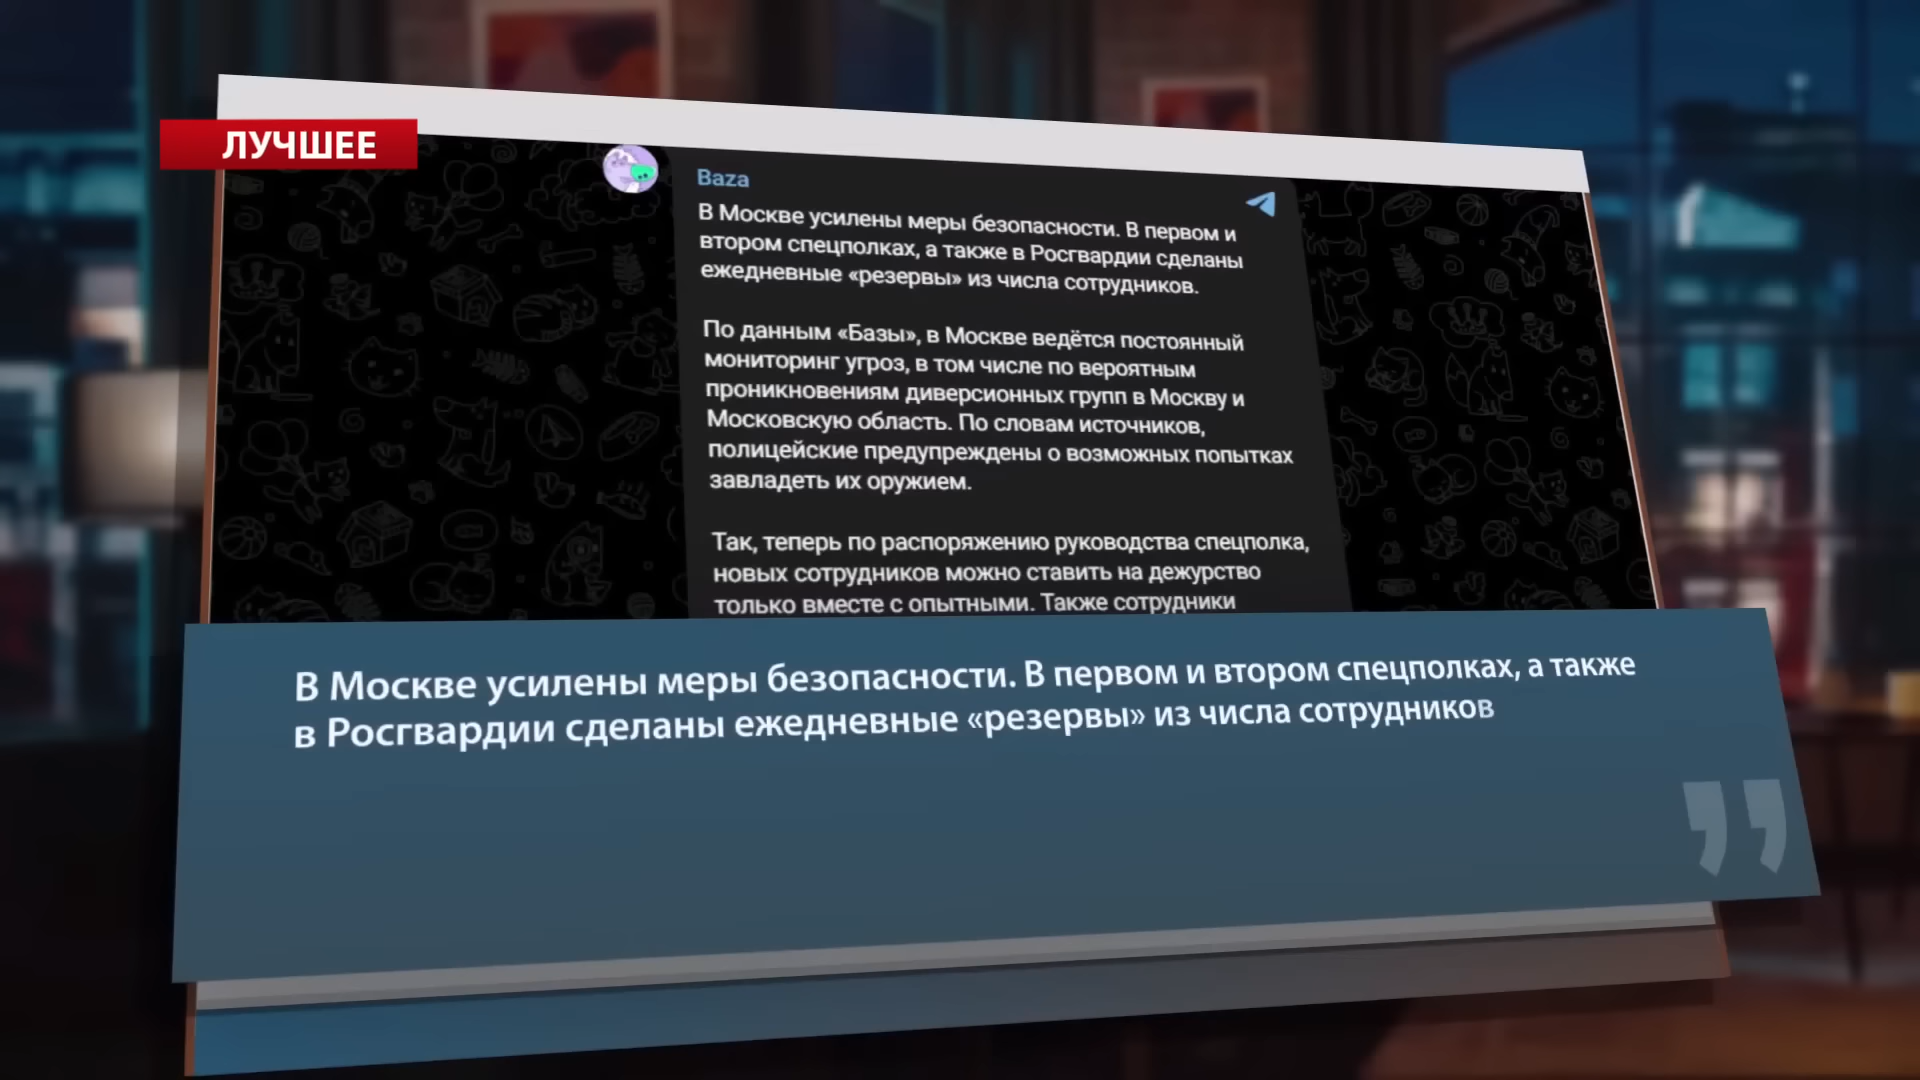 ЛУЧШЕЕ
Baza
В Москве усилены меры безопасности. В первом и
втором спецполках, а также в Росгвардии сделаны
ежедневные «резервы» из числа сотрудников.
По данным «Базы», в Москве ведётся постоянный
мониторинг угроз, в том числе по вероятным
проникновениям диверсионных групп в Москву и
Московскую область. По словам источников,
полицейские предупреждены о возможных попытках
завладеть их оружием.
Так, теперь по распоряжению руководства спецполка,
новых сотрудников можно ставить на дежурство
только вместе с опытными. Также сотрудники
В Москве усилены меры безопасности. В первом и втором спецполках, а также
в Росгвардии сделаны ежедневные «резервы» из числа сотрудников
”